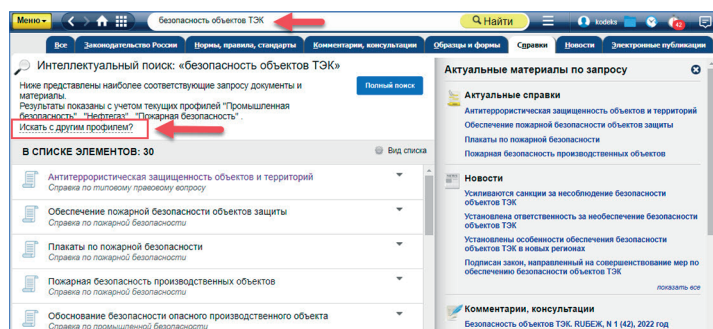 Меню
безопасность объектов ТЭК
Найти
kodeks
Все
Законодательство России
Нормы, правила, стандарты
Комментарии, консультации
Образцы и формы
Справки
Новости
Электронные публикации
Интеллектуальный поиск: «безопасность объектов ТЭК»
Ниже представлены наиболее соответствующие запросу документы и
материалы.
Результаты показаны с учетом текущих профилей "Промышленная
безопасность", "Нефтегаз", "Пожарная безопасность" .
Искать с другим профилем?
Полный поиск
В СПИСКЕ ЭЛЕМЕНТОВ: 30
Вид списка
Антитеррористическая защищенность объектов и территорий
Справка по типовому правовому вопросу
Обеспечение пожарной безопасности объектов защиты
Справка по пожарной безопасности
Плакаты по пожарной безопасности
Справка по пожарной безопасности
Пожарная безопасность производственных объектов
Справка по пожарной безопасности
Обоснование безопасности опасного производственного объекта
Справка по промышленной безопасности
Актуальные материалы по запросу
Актуальные справки
Антитеррористическая защищенность объектов и территорий
Обеспечение пожарной безопасности объектов защиты
Плакаты по пожарной безопасности
Пожарная безопасность производственных объектов
Новости
Усиливаются санкции за несоблюдение безопасности
объектов ТЭК
Установлена ответственность за необеспечение безопасности
объектов ТЭК
Установлены особенности обеспечения безопасности
объектов ТЭК в новых регионах
Подписан закон, направленный на совершенствование мер по
обеспечению безопасности объектов ТЭК
показать все
Комментарии, консультации
Безопасность объектов ТЭК. RUБЕЖ, N 1 (42), 2022 год